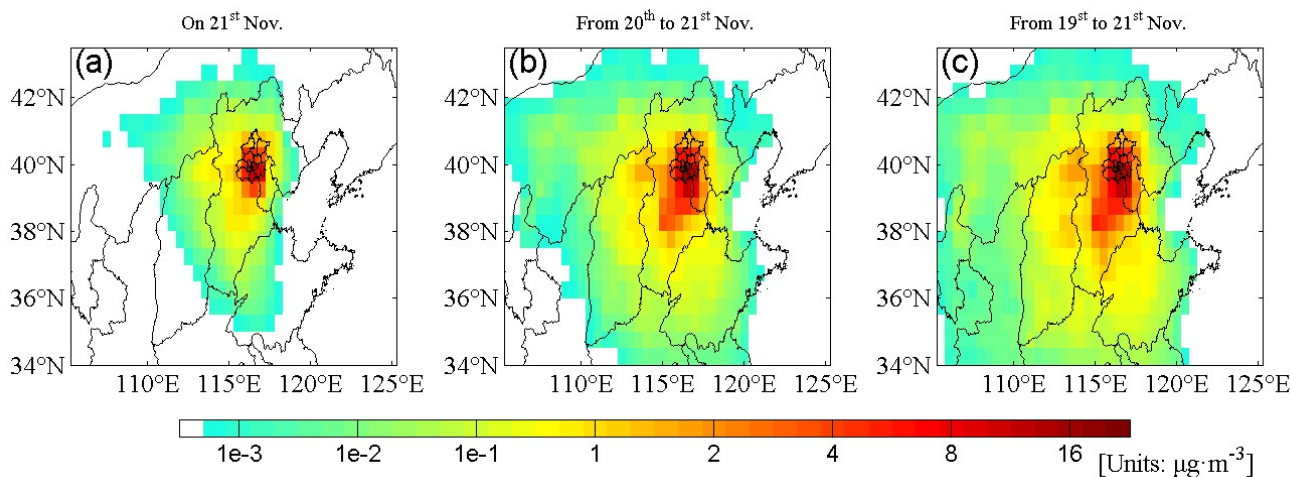 On 21st Nov.
From 20th to 21st Nov.
From 19st to 21st Nov.
(a)
(b)
(c)
42°N
40°N
38°N
36°N
34°N
42°N
40°N
38°N
36°N
34°N
42°N
40°N
38°N
36°N
34°N
110°E 115°E 120°E 125°E
110°E 115°E 120°E 125°E
110°E 115°E 120°E 125°E
1e-3 1e-2 1e-1 1 2 4 8 16
[Units: μg·m⁻³]